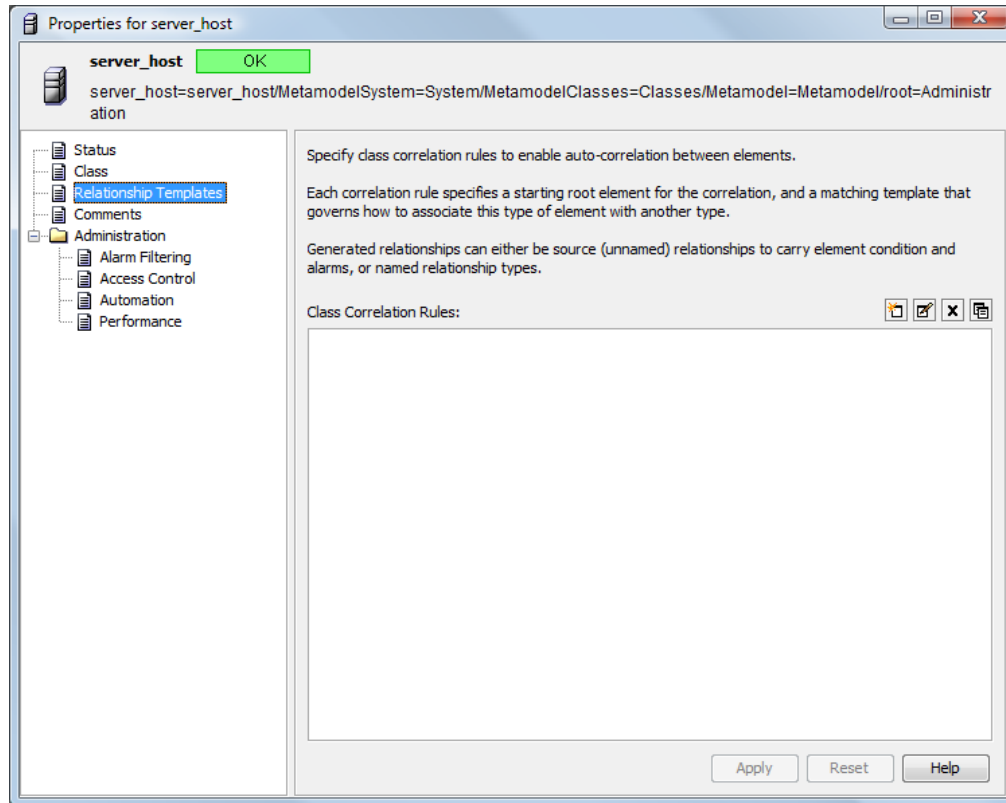 Properties for server_host
server_host OK
server_host=server_host/MetamodelSystem=System/MetamodelClasses=Classes/Metamodel=Metamodel/root=Administr
ation
Status
Class
Relationship Templates
Comments
Administration
Alarm Filtering
Access Control
Automation
Performance
Specify class correlation rules to enable auto-correlation between elements.
Each correlation rule specifies a starting root element for the correlation, and a matching template that
governs how to associate this type of element with another type.
Generated relationships can either be source (unnamed) relationships to carry element condition and
alarms, or named relationship types.
Class Correlation Rules:
Apply Reset Help